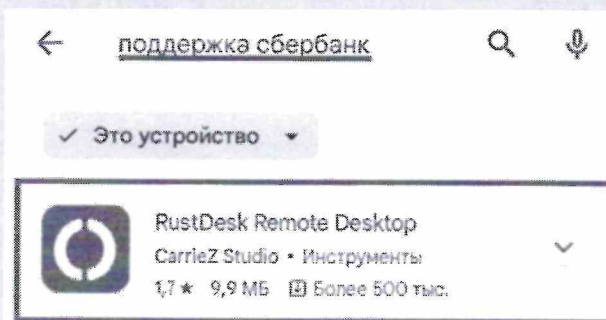 поддержка сбербанк
Это устройство
RustDesk Remote Desktop
CarrieZ Studio • Инструменты
1,7 ★ 9,9 МБ Более 500 тыс.